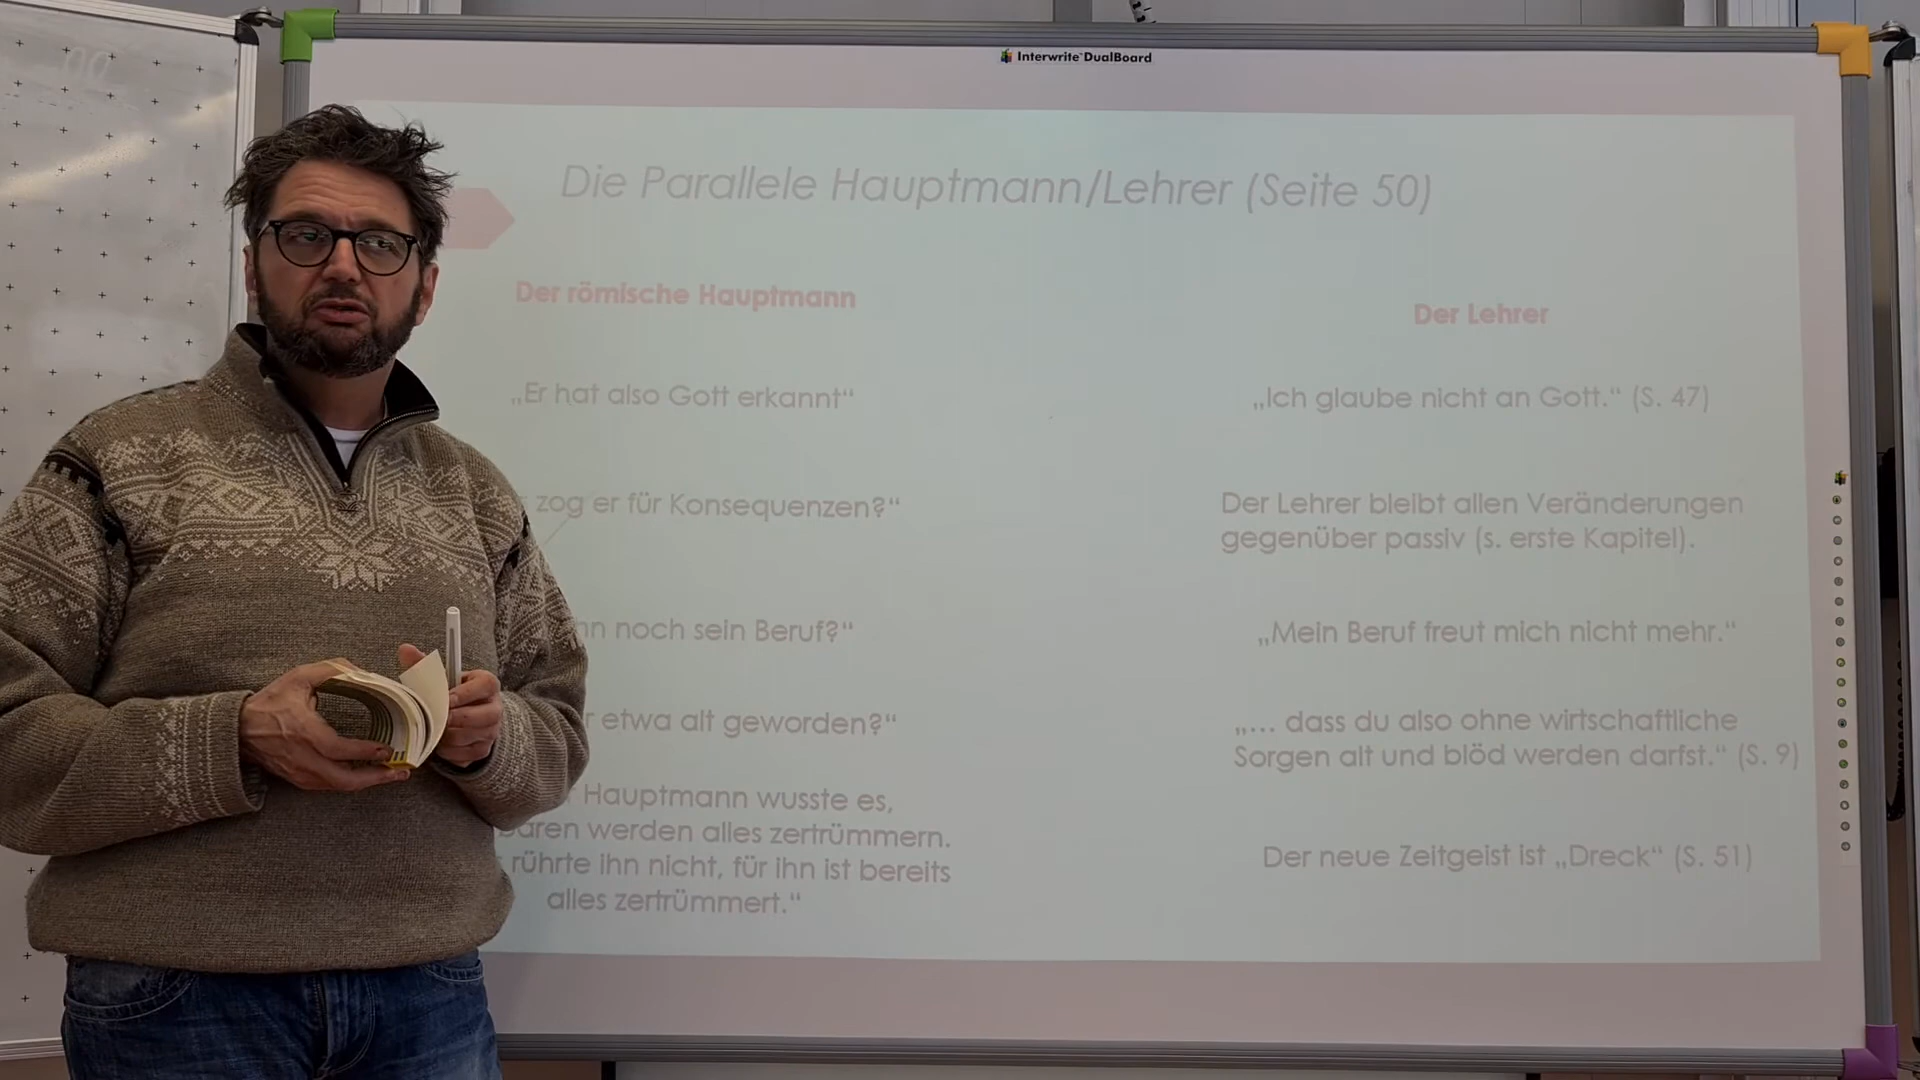 Interwrite™DualBoard
Die Parallele Hauptmann/Lehrer (Seite 50)
Der römische Hauptmann
„Er hat also Gott erkannt“
zog er für Konsequenzen?“
noch sein Beruf?“
etwa alt geworden?“
Hauptmann wusste es,
werden alles zertrümmern.
rührte ihn nicht, für ihn ist bereits
alles zertrümmert.“
Der Lehrer
„Ich glaube nicht an Gott.“ (S. 47)
Der Lehrer bleibt allen Veränderungen
gegenüber passiv (s. erste Kapitel).
„Mein Beruf freut mich nicht mehr.“
„… dass du also ohne wirtschaftliche
Sorgen alt und blöd werden darfst.“ (S. 9)
Der neue Zeitgeist ist „Dreck“ (S. 51)